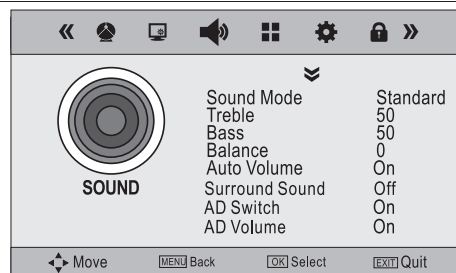 Sound Mode Standard
Treble 50
Bass 50
Balance 0
Auto Volume On
Surround Sound Off
AD Switch On
AD Volume On
SOUND
Move MENU Back OK Select EXIT Quit